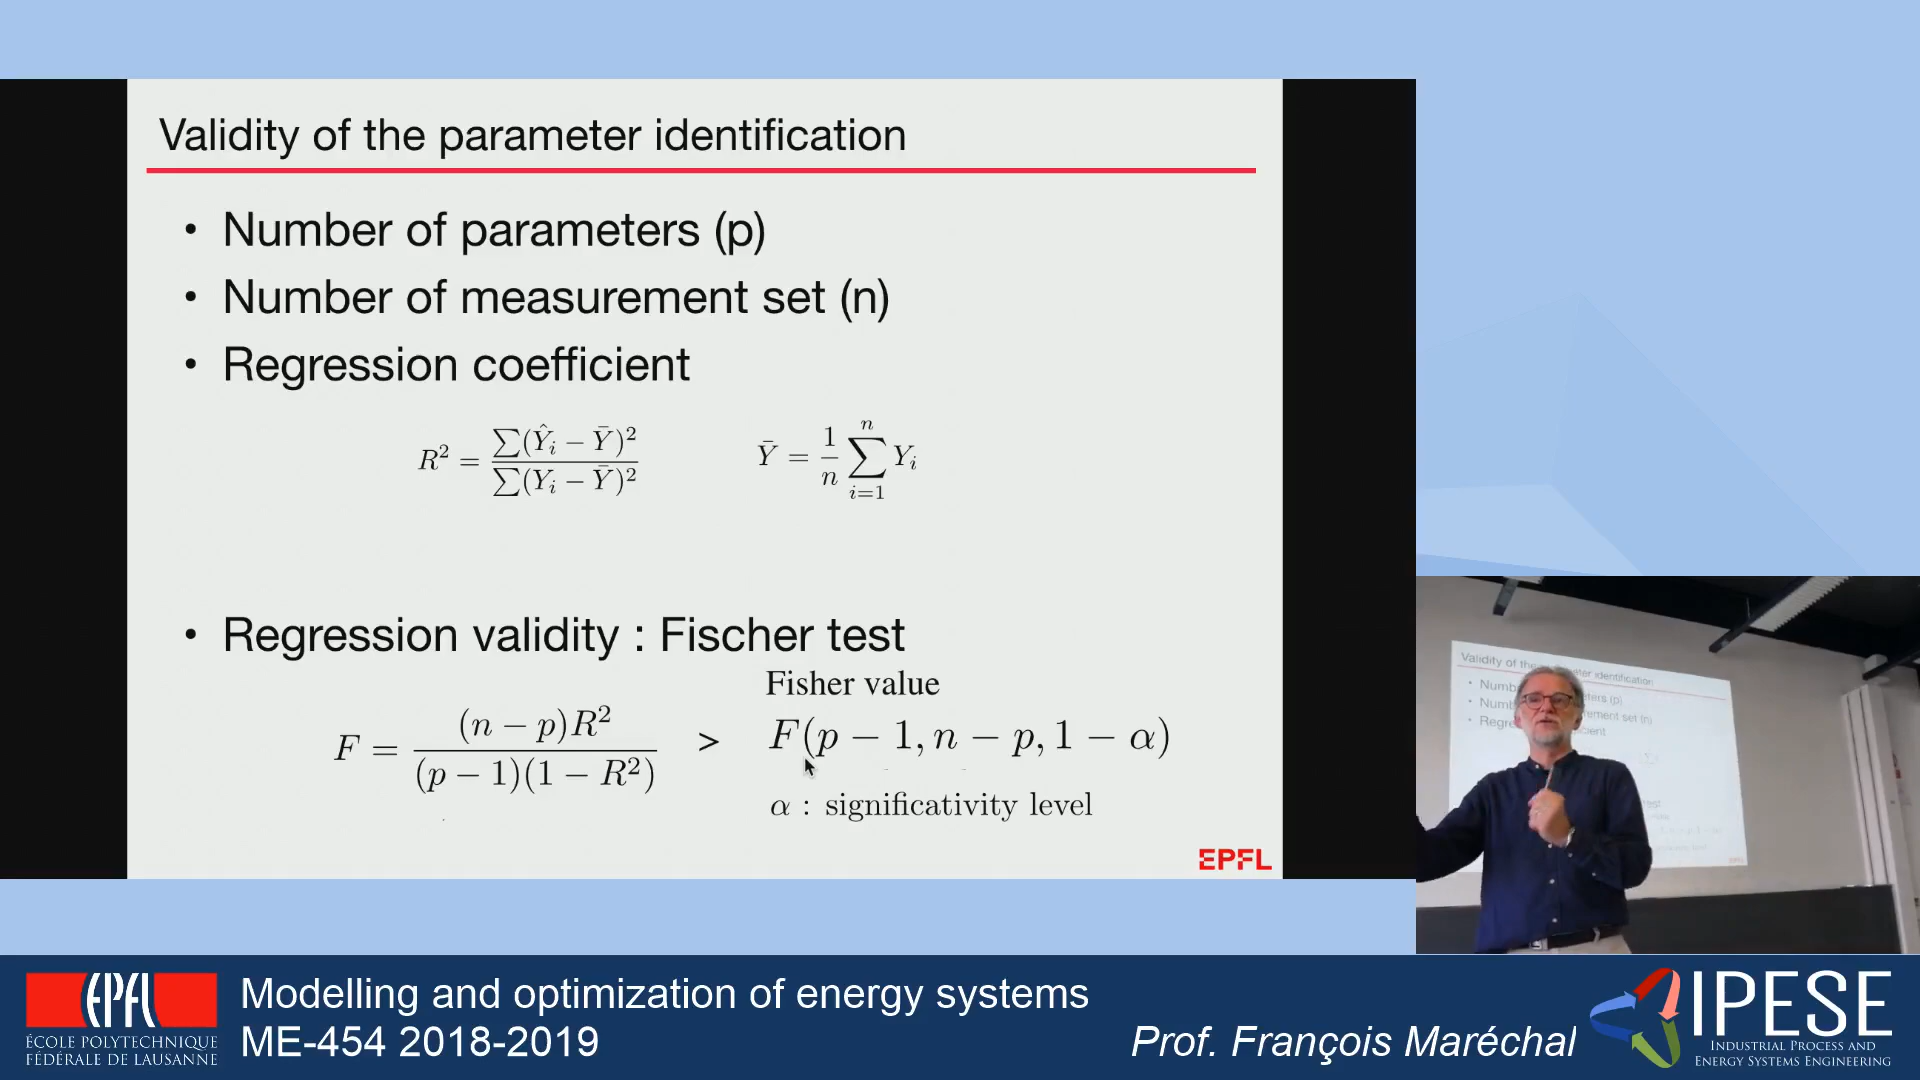 Validity of the parameter identification
• Number of parameters (p)
• Number of measurement set (n)
• Regression coefficient
R² = ∑(Ŷᵢ − Ȳ)² / ∑(Yᵢ − Ȳ)²    Ȳ = 1/n ∑ᵢ₌₁ⁿ Yᵢ
• Regression validity : Fischer test
Fisher value
F = (n − p)R² / (p − 1)(1 − R²) > F(p − 1, n − p, 1 − α)
α : significativity level
EPFL
EPFL
ÉCOLE POLYTECHNIQUE
FÉDÉRALE DE LAUSANNE
Modelling and optimization of energy systems
ME-454 2018-2019
Prof. François Maréchal
IPESE
INDUSTRIAL PROCESS AND
ENERGY SYSTEMS ENGINEERING